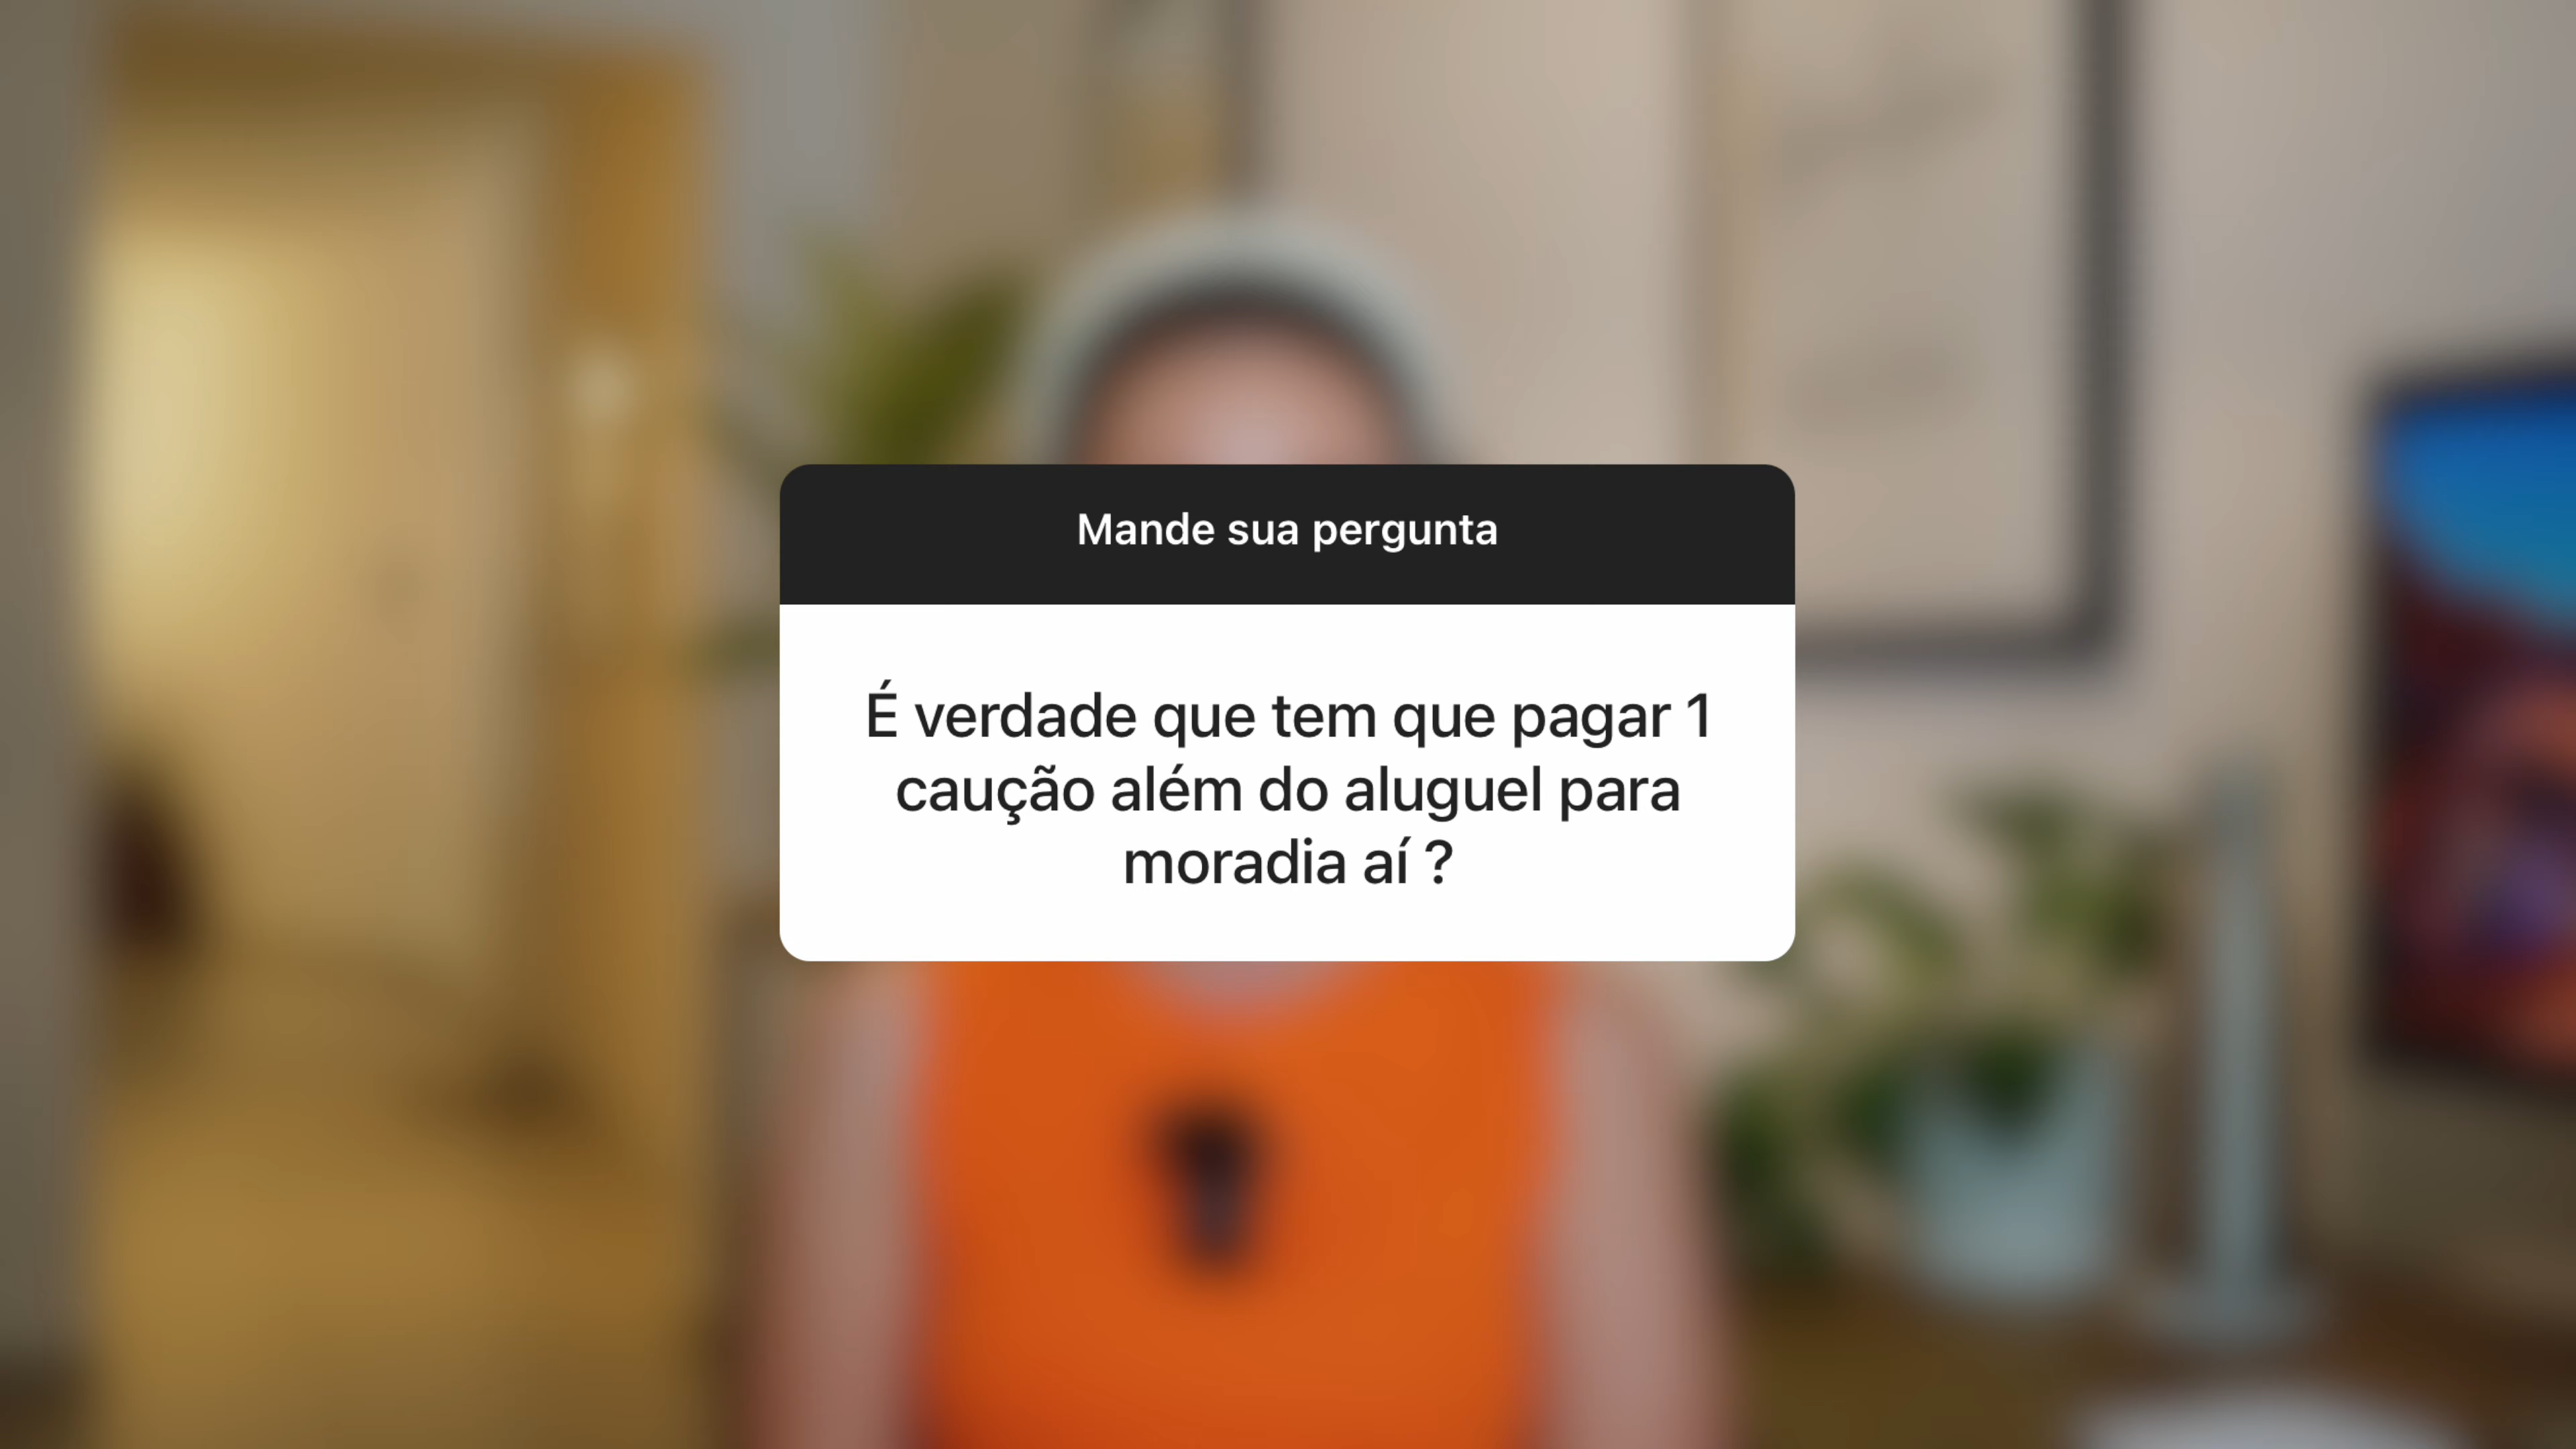 Mande sua pergunta
É verdade que tem que pagar 1
caução além do aluguel para
moradia aí ?